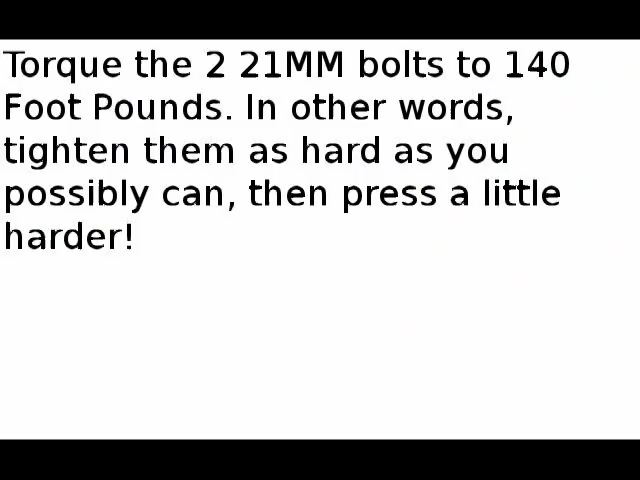 Torque the 2 21MM bolts to 140
Foot Pounds. In other words,
tighten them as hard as you
possibly can, then press a little
harder!